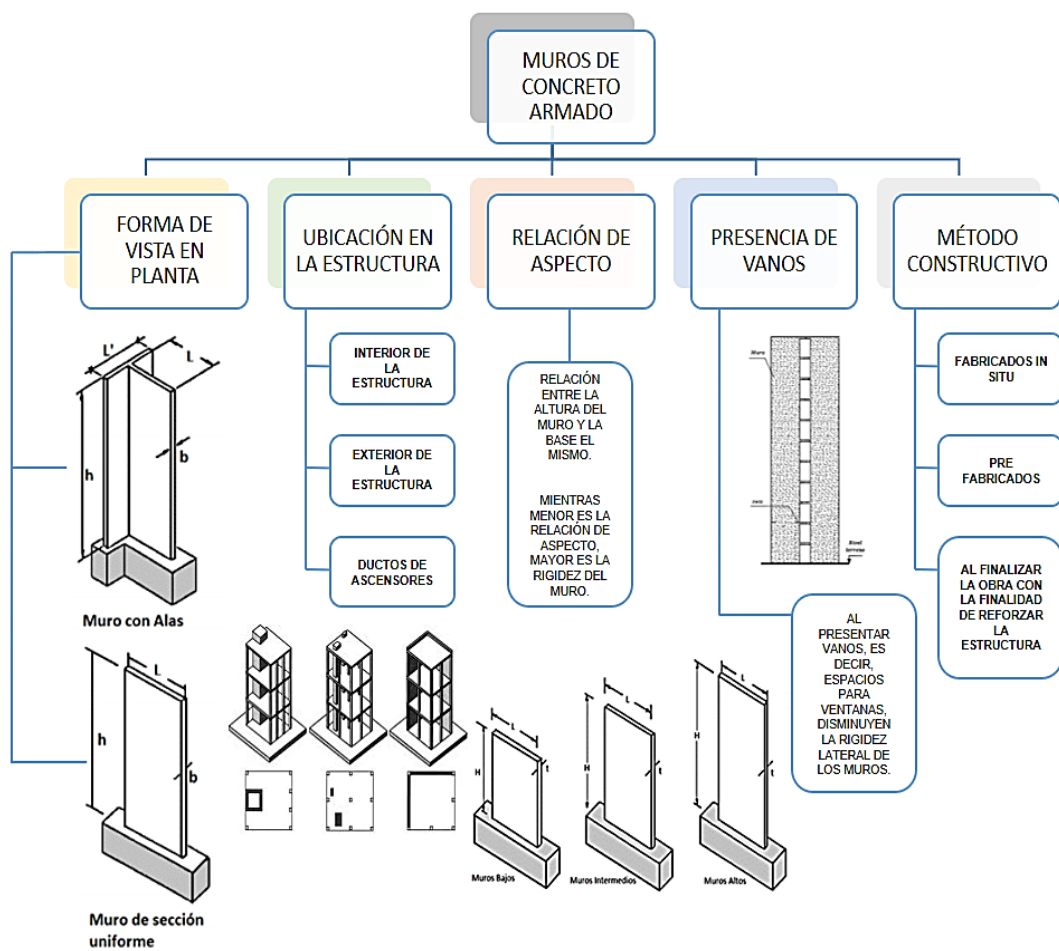 MUROS DE
CONCRETO
ARMADO
FORMA DE
VISTA EN
PLANTA
UBICACIÓN EN
LA ESTRUCTURA
RELACIÓN DE
ASPECTO
PRESENCIA DE
VANOS
MÉTODO
CONSTRUCTIVO
L'
L
b
h
Muro con Alas
L
h
b
Muro de sección
uniforme
INTERIOR DE
LA
ESTRUCTURA
EXTERIOR DE
LA
ESTRUCTURA
DUCTOS DE
ASCENSORES
RELACIÓN
ENTRE LA
ALTURA DEL
MURO Y LA
BASE EL
MISMO.
MIENTRAS
MENOR ES LA
RELACIÓN DE
ASPECTO,
MAYOR ES LA
RIGIDEZ DEL
MURO.
L
H
t
Muros Bajos
L
H
t
Muros Intermedios
L
H
t
Muros Altos
Muro
Nivel
terreno
AL
PRESENTAR
VANOS, ES
DECIR,
ESPACIOS
PARA
VENTANAS,
DISMINUYEN
LA RIGIDEZ
LATERAL DE
LOS MUROS.
FABRICADOS IN
SITU
PRE
FABRICADOS
AL FINALIZAR
LA OBRA CON
LA FINALIDAD
DE REFORZAR
LA
ESTRUCTURA